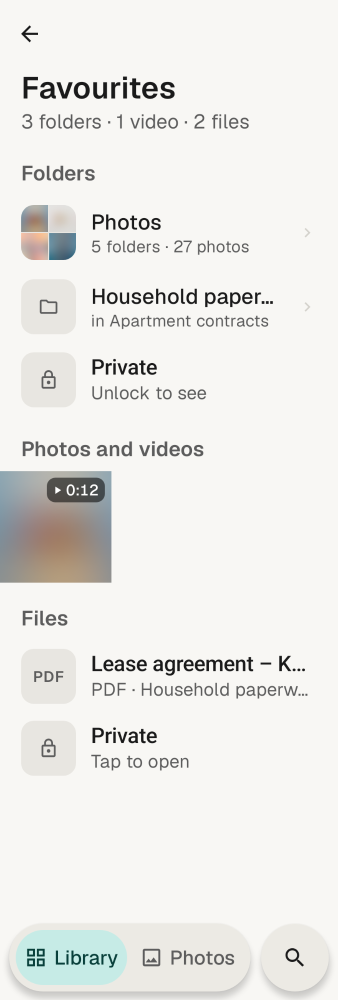 Favourites
3 folders · 1 video · 2 files
Folders
Photos
5 folders · 27 photos
Household paper...
in Apartment contracts
Private
Unlock to see
Photos and videos
0:12
Files
PDF
Lease agreement – K...
PDF · Household paperw...
Private
Tap to open
Library
Photos